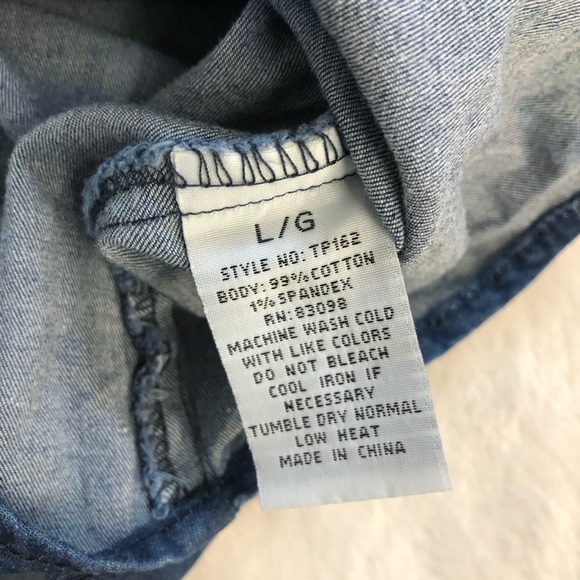 L/G
STYLE NO: TP162
BODY: 99%COTTON
1%SPANDEX
RN: 83098
MACHINE WASH COLD
WITH LIKE COLORS
DO NOT BLEACH
COOL IRON IF
NECESSARY
TUMBLE DRY NORMAL
LOW HEAT
MADE IN CHINA